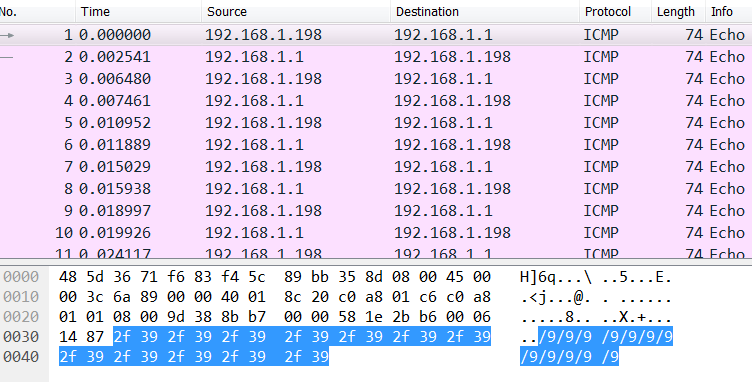 No. Time Source Destination Protocol Length Info
1 0.000000 192.168.1.198 192.168.1.1 ICMP 74 Echo
2 0.002541 192.168.1.1 192.168.1.198 ICMP 74 Echo
3 0.006480 192.168.1.198 192.168.1.1 ICMP 74 Echo
4 0.007461 192.168.1.1 192.168.1.198 ICMP 74 Echo
5 0.010952 192.168.1.198 192.168.1.1 ICMP 74 Echo
6 0.011889 192.168.1.1 192.168.1.198 ICMP 74 Echo
7 0.015029 192.168.1.198 192.168.1.1 ICMP 74 Echo
8 0.015938 192.168.1.1 192.168.1.198 ICMP 74 Echo
9 0.018997 192.168.1.198 192.168.1.1 ICMP 74 Echo
10 0.019926 192.168.1.1 192.168.1.198 ICMP 74 Echo
11 0.024117 192.168.1.198 192.168.1.1 ICMP 74 Echo
0000 48 5d 36 71 f6 83 f4 5c 89 bb 35 8d 08 00 45 00 H]6q...\ ..5...E.
0010 00 3c 6a 89 00 00 40 01 8c 20 c0 a8 01 c6 c0 a8 .<j...@. . ......
0020 01 01 08 00 9d 38 8b b7 00 00 58 1e 2b b6 00 06 .....8.. ..X.+...
0030 14 87 2f 39 2f 39 2f 39 2f 39 2f 39 2f 39 2f 39 ../9/9/9 /9/9/9/9
0040 2f 39 2f 39 2f 39 2f 39 2f 39 /9/9/9/9 /9